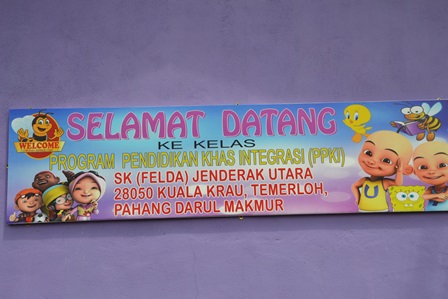 WELCOME
SELAMAT DATANG
KE KELAS
PROGRAM PENDIDIKAN KHAS INTEGRASI (PPKI)
SK (FELDA) JENDERAK UTARA
28050 KUALA KRAU, TEMERLOH,
PAHANG DARUL MAKMUR
U